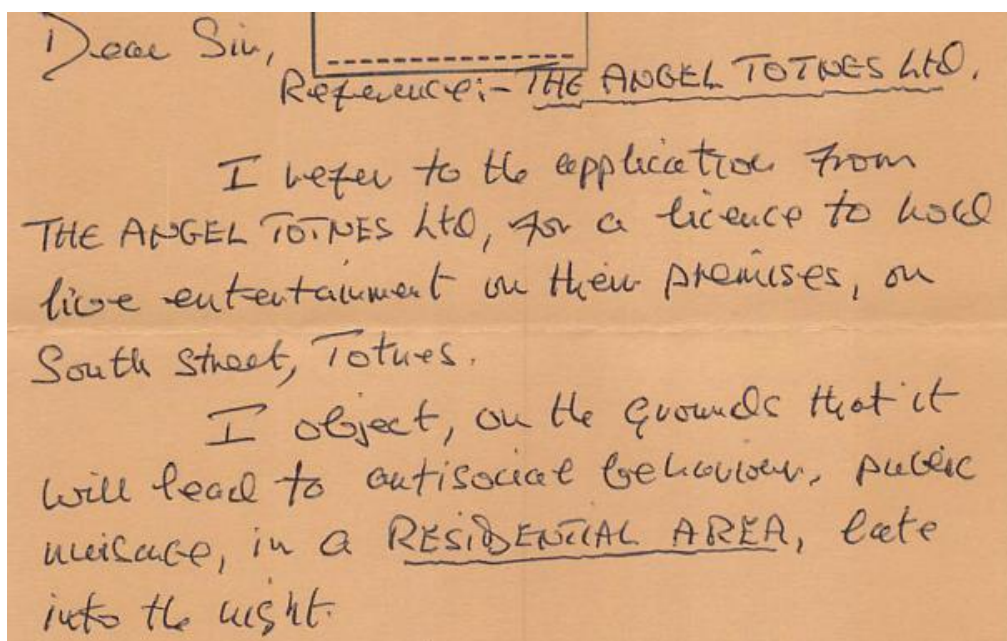 Dear Sir,
Reference:- THE ANGEL TOTNES Ltd.
I refer to the application from
THE ANGEL TOTNES Ltd, for a licence to hold
live entertainment on their premises, on
South Street, Totnes.
I object, on the grounds that it
will lead to antisocial behaviour, public
nuisance, in a RESIDENTIAL AREA, late
into the night.